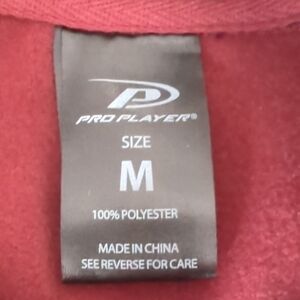 PRO PLAYER®
SIZE
M
100% POLYESTER
MADE IN CHINA
SEE REVERSE FOR CARE